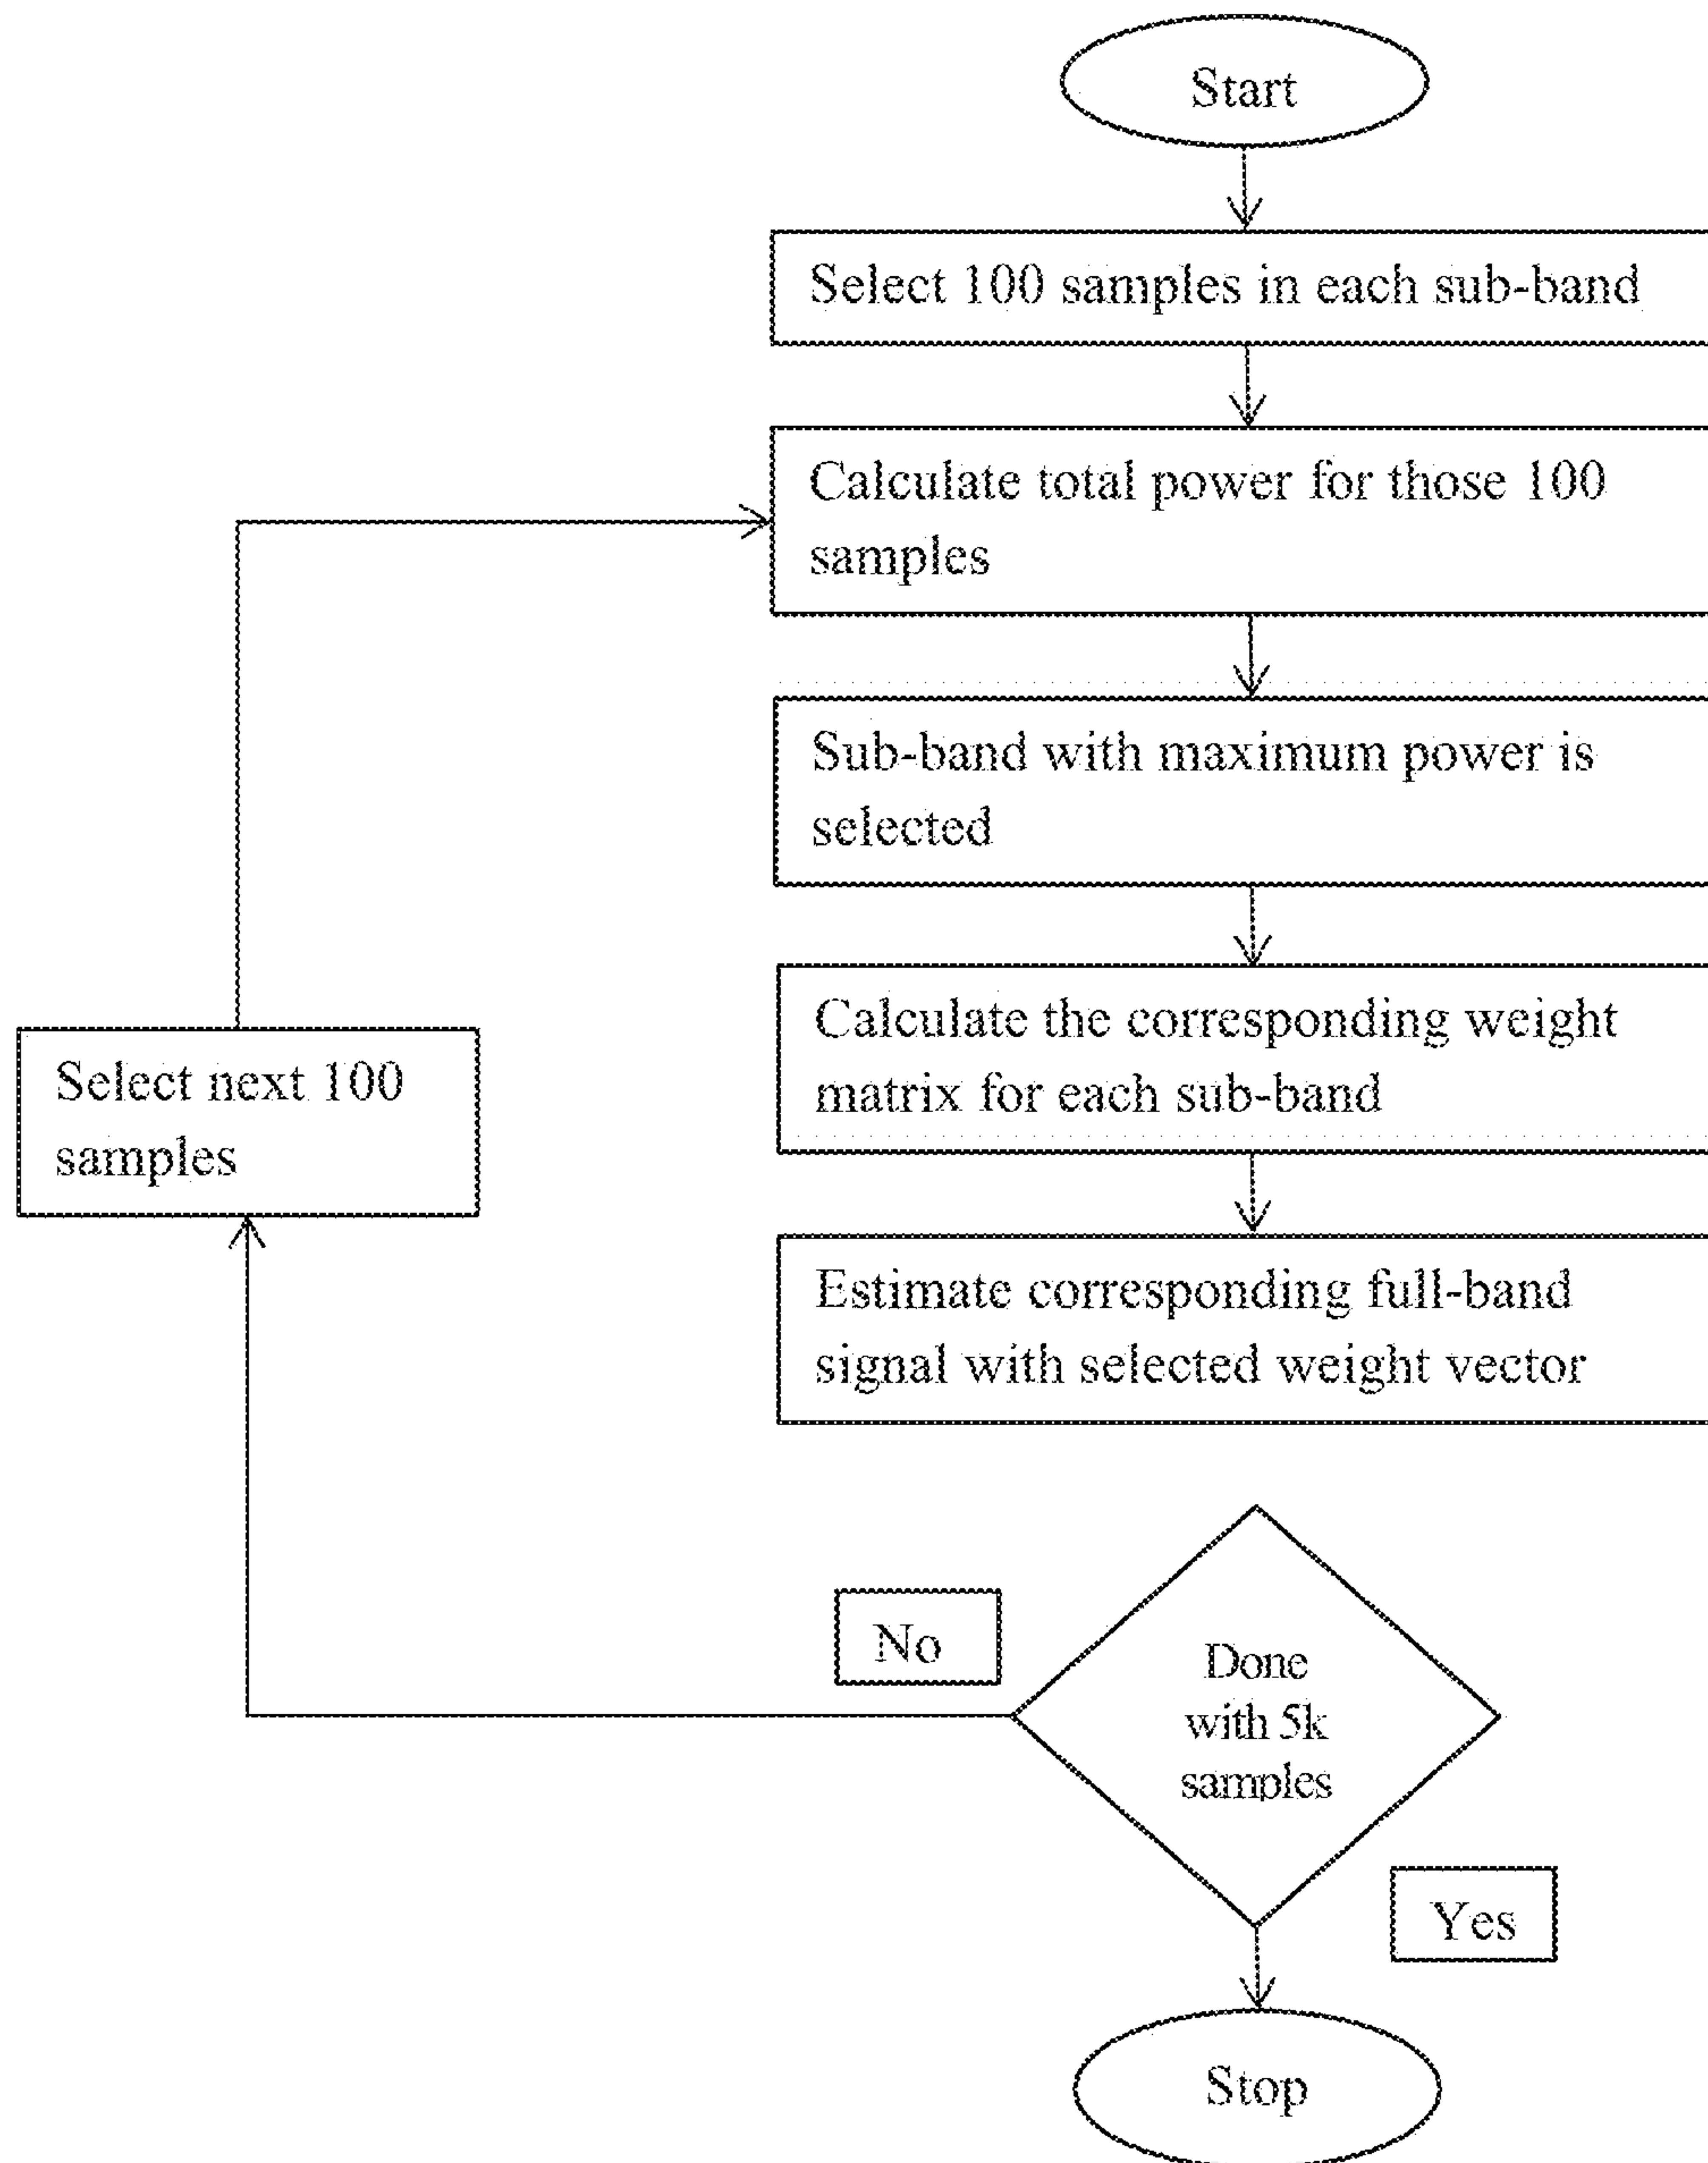 Start
Select 100 samples in each sub-band
Calculate total power for those 100
samples
Sub-band with maximum power is
selected
Calculate the corresponding weight
matrix for each sub-band
Select next 100
samples
Estimate corresponding full-band
signal with selected weight vector
No
Done
with 5k
samples
Yes
Stop